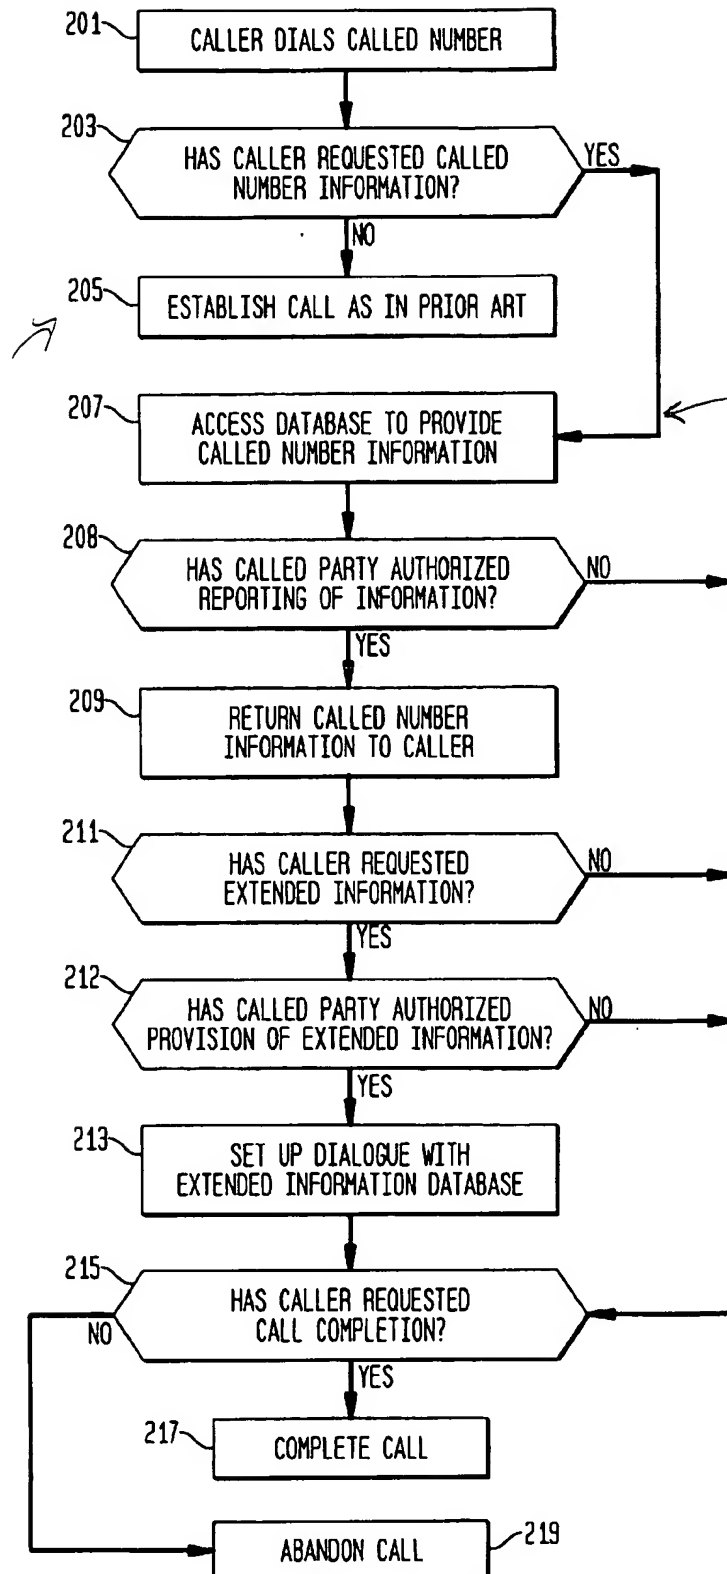 201
CALLER DIALS CALLED NUMBER
203
HAS CALLER REQUESTED CALLED
NUMBER INFORMATION?
YES
NO
205
ESTABLISH CALL AS IN PRIOR ART
207
ACCESS DATABASE TO PROVIDE
CALLED NUMBER INFORMATION
208
HAS CALLED PARTY AUTHORIZED
REPORTING OF INFORMATION?
NO
YES
209
RETURN CALLED NUMBER
INFORMATION TO CALLER
211
HAS CALLER REQUESTED
EXTENDED INFORMATION?
NO
YES
212
HAS CALLED PARTY AUTHORIZED
PROVISION OF EXTENDED INFORMATION?
NO
YES
213
SET UP DIALOGUE WITH
EXTENDED INFORMATION DATABASE
215
HAS CALLER REQUESTED
CALL COMPLETION?
NO
YES
217
COMPLETE CALL
219
ABANDON CALL